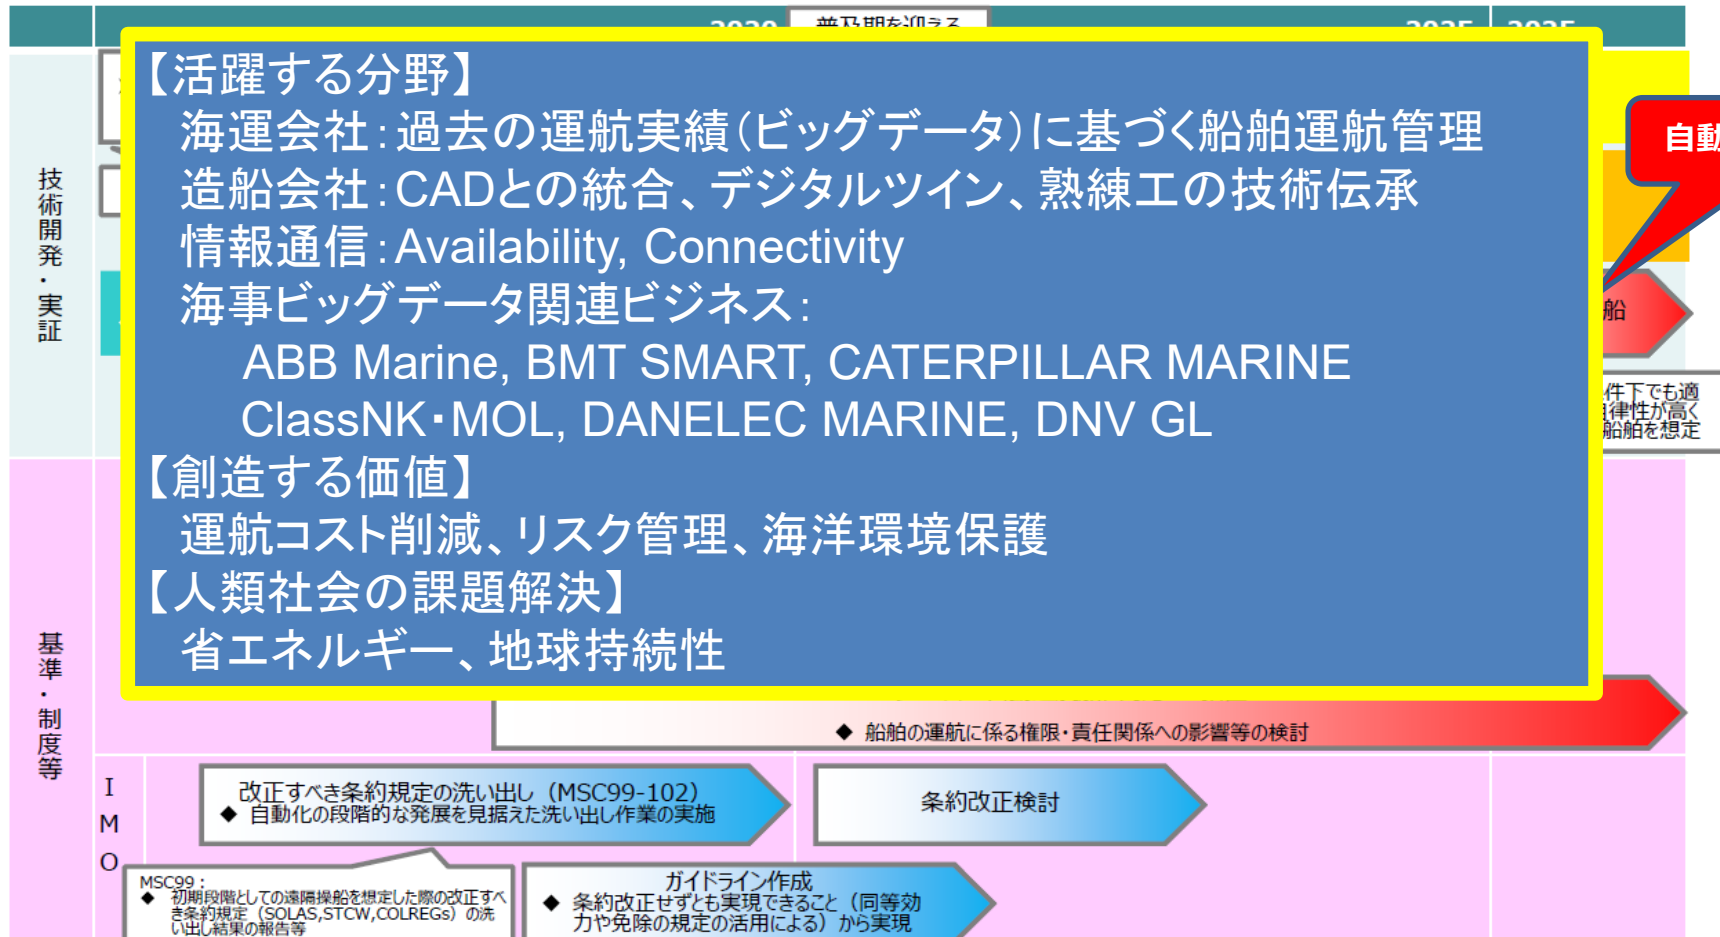 普及期を迎える
【活躍する分野】
海運会社：過去の運航実績（ビッグデータ）に基づく船舶運航管理
造船会社：CADとの統合、デジタルツイン、熟練工の技術伝承
情報通信：Availability, Connectivity
海事ビッグデータ関連ビジネス：
ABB Marine, BMT SMART, CATERPILLAR MARINE
ClassNK・MOL, DANELEC MARINE, DNV GL
【創造する価値】
運航コスト削減、リスク管理、海洋環境保護
【人類社会の課題解決】
省エネルギー、地球持続性
技術開発・実証
自動
船
件下でも適
律性が高く
船舶を想定
基準・制度等
◆ 船舶の運航に係る権限・責任関係への影響等の検討
IMO
改正すべき条約規定の洗い出し（MSC99-102）
◆ 自動化の段階的な発展を見据えた洗い出し作業の実施
条約改正検討
MSC99：
◆ 初期段階としての遠隔操船を想定した際の改正すべ
き条約規定（SOLAS,STCW,COLREGs）の洗
い出し結果の報告等
ガイドライン作成
◆ 条約改正せずとも実現できること（同等効
力や免除の規定の活用による）から実現